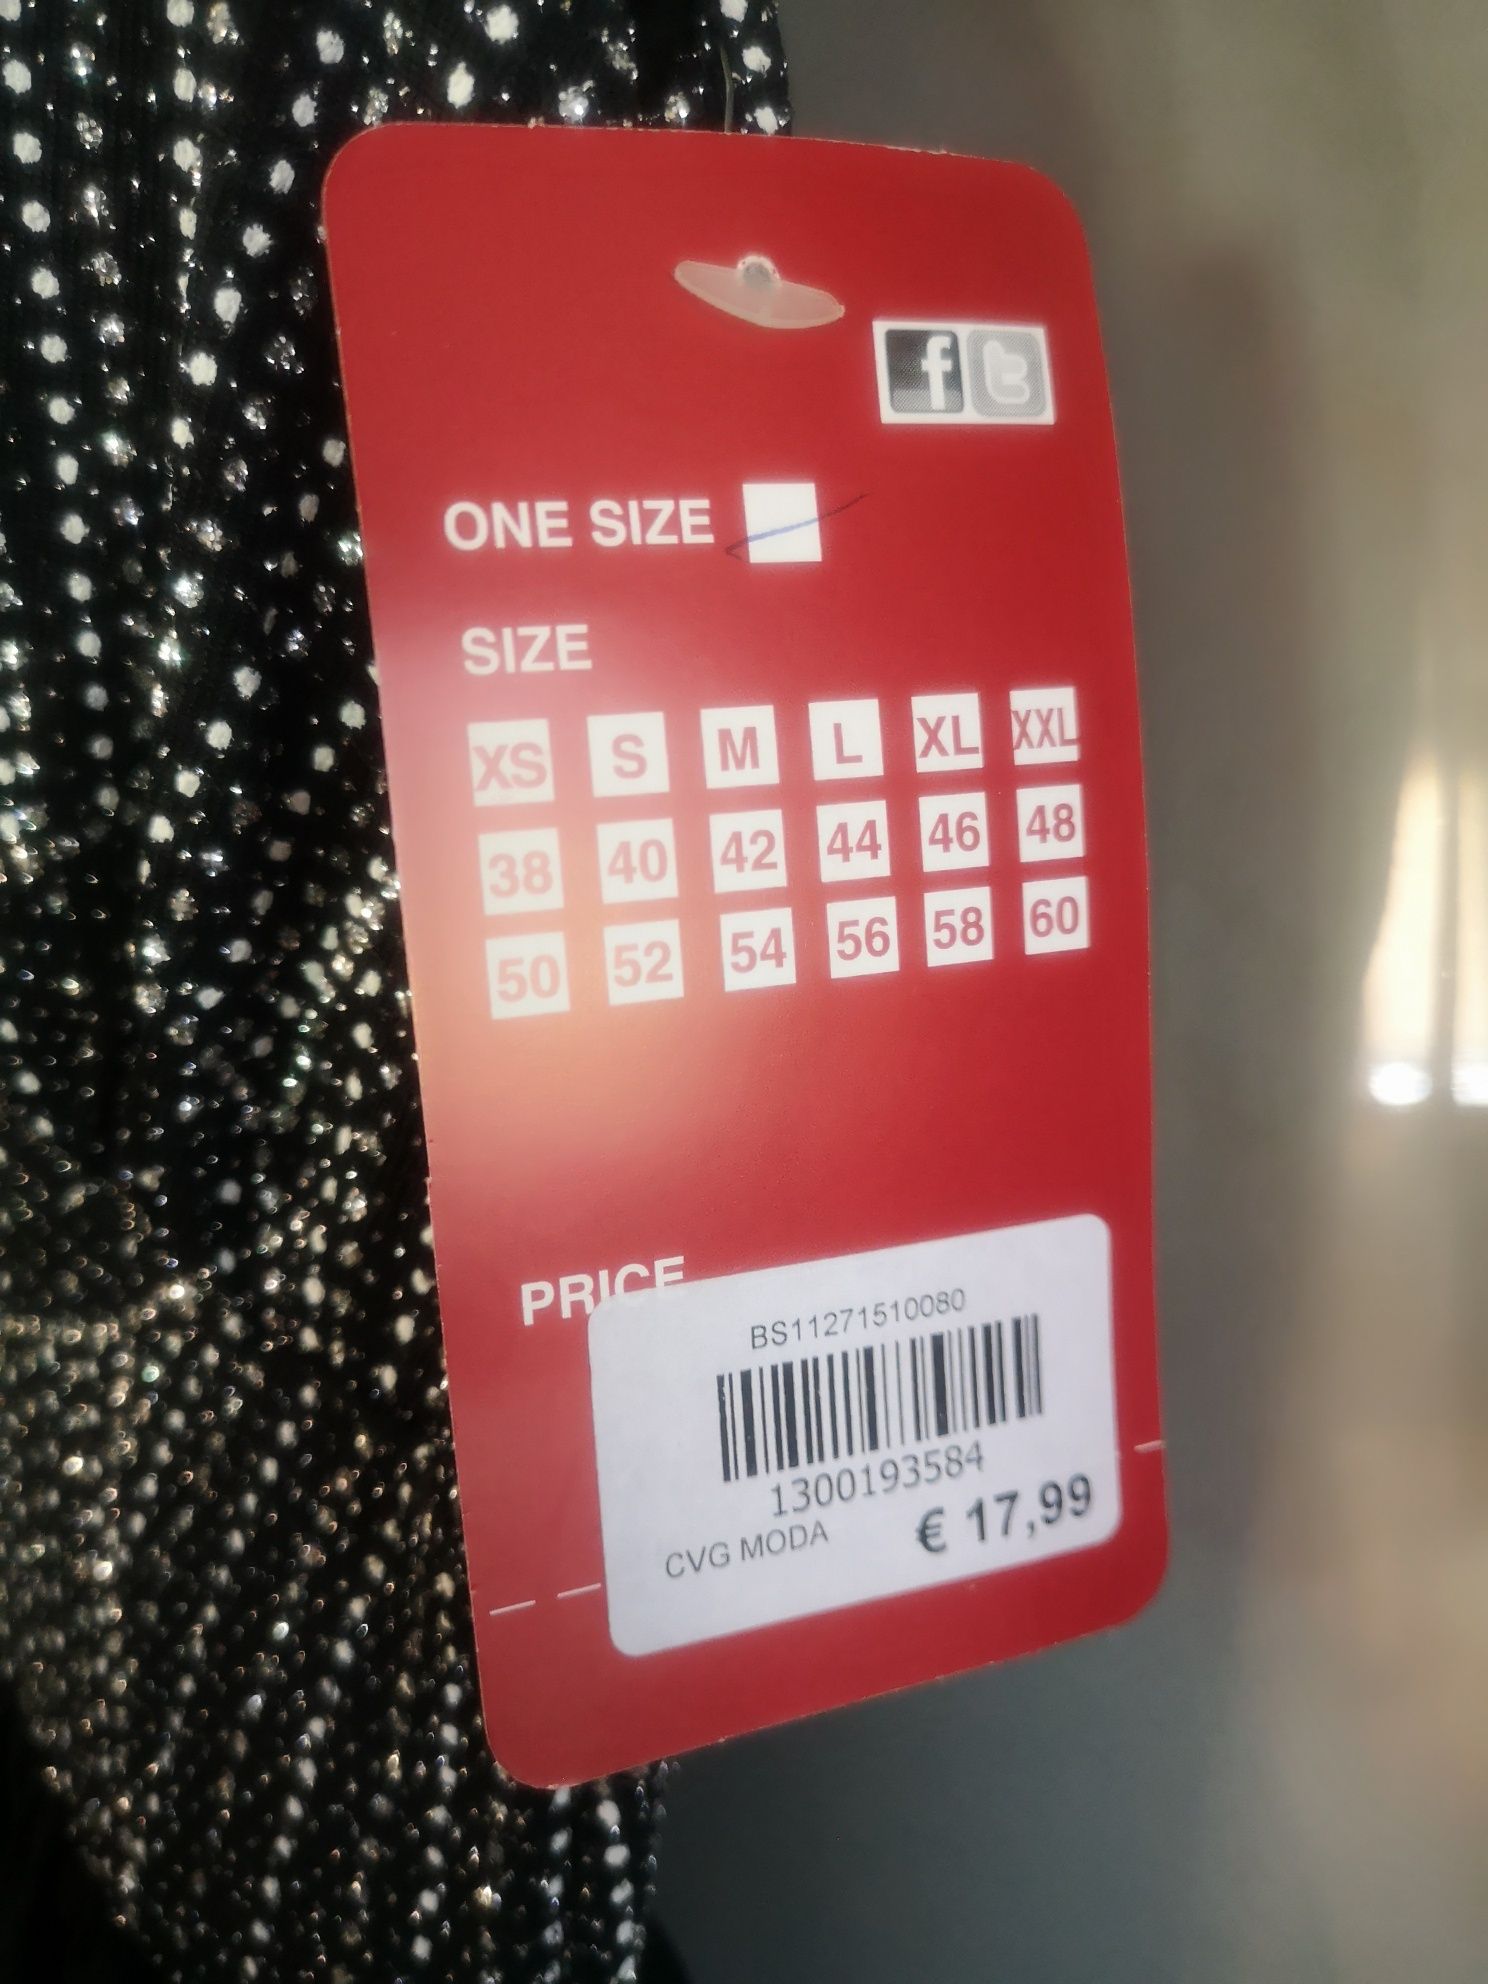 f t
ONE SIZE
SIZE
XS S M L XL XXL
38 40 42 44 46 48
50 52 54 56 58 60
PRICE
BS11271510080
1300193584
CVG MODA € 17,99